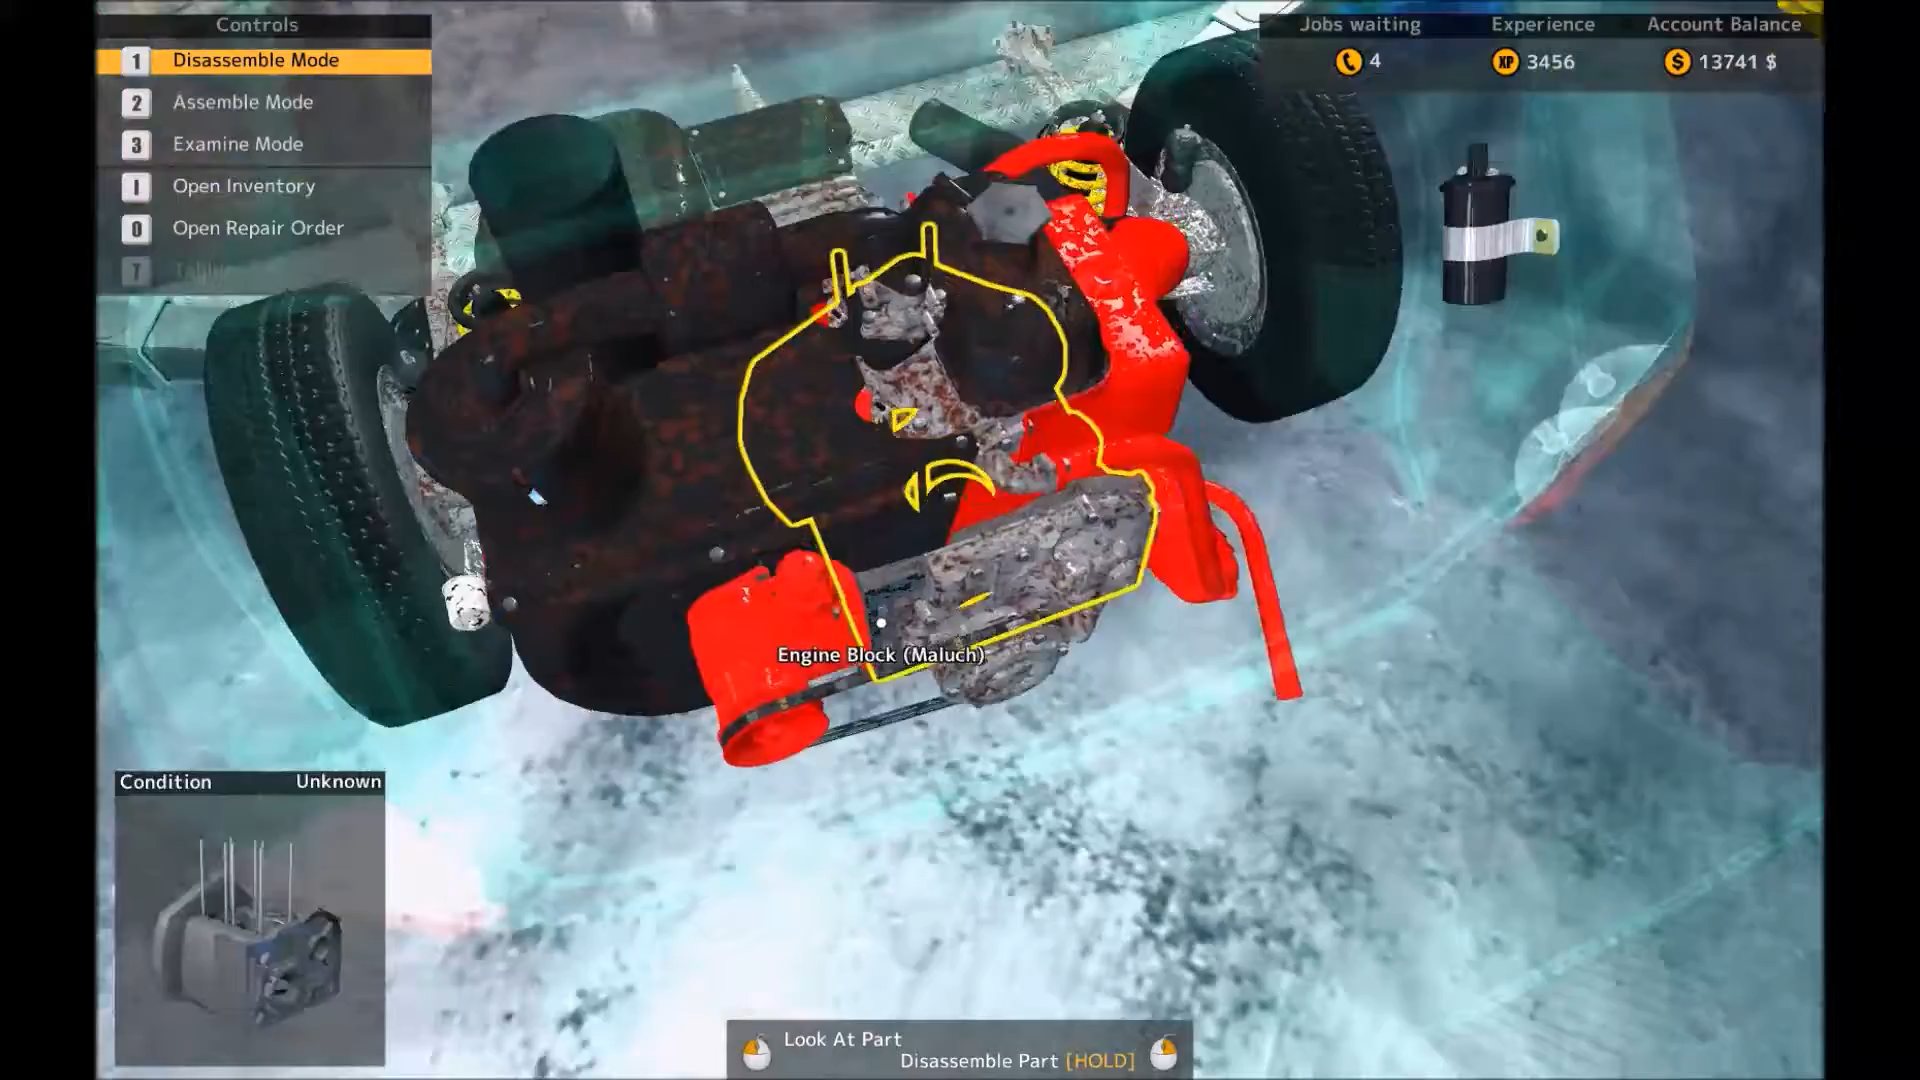 Controls
1 Disassemble Mode
2 Assemble Mode
3 Examine Mode
I Open Inventory
O Open Repair Order
T
Jobs waiting Experience Account Balance
4 XP 3456 $ 13741 $
Engine Block (Maluch)
Condition Unknown
Look At Part
Disassemble Part [HOLD]